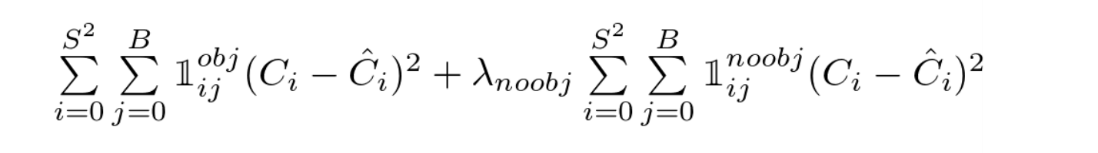 \sum_{i=0}^{S^2} \sum_{j=0}^{B} \mathbb{1}_{ij}^{obj} (C_i - \hat{C}_i)^2 + \lambda_{noobj} \sum_{i=0}^{S^2} \sum_{j=0}^{B} \mathbb{1}_{ij}^{noobj} (C_i - \hat{C}_i)^2